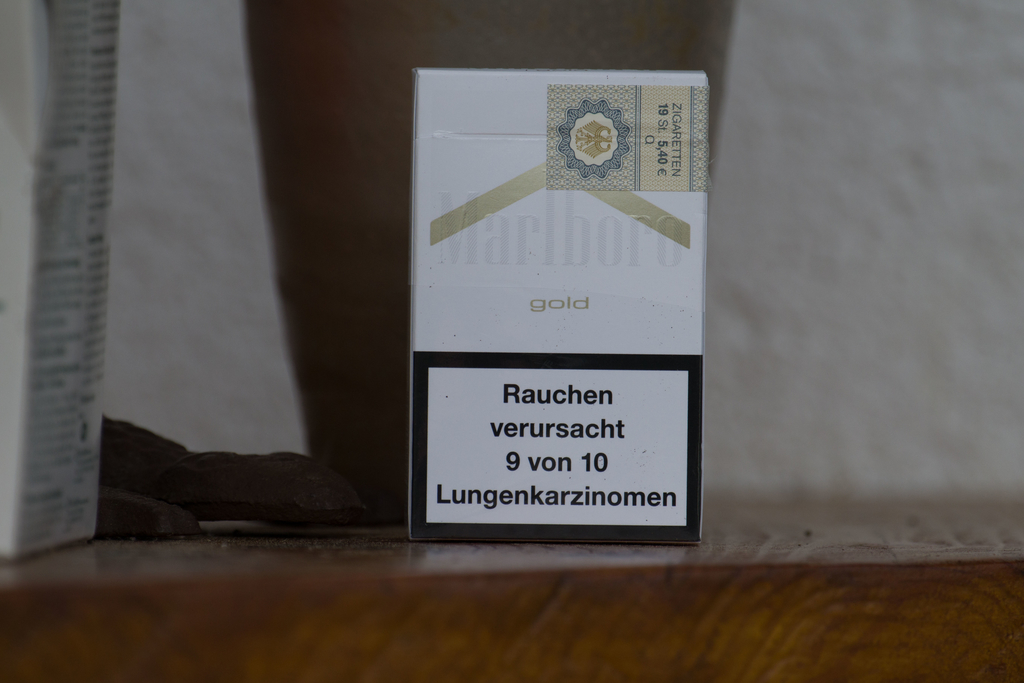 ZIGARETTEN
19 St. 5,40 €
Q
Marlboro
gold
Rauchen
verursacht
9 von 10
Lungenkarzinomen